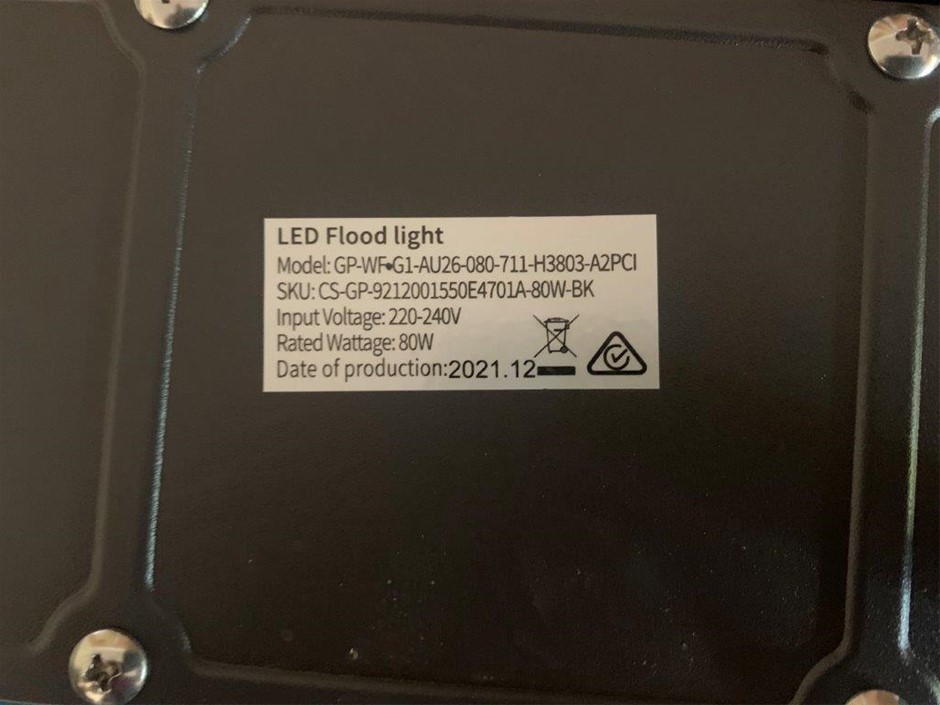 LED Flood light
Model: GP-WF-G1-AU26-080-711-H3803-A2PCI
SKU: CS-GP-9212001550E4701A-80W-BK
Input Voltage: 220-240V
Rated Wattage: 80W
Date of production:2021.12